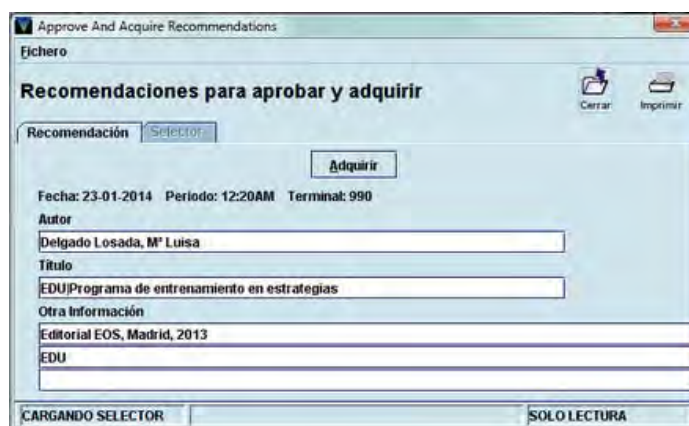 Approve And Acquire Recommendations
Fichero
Recomendaciones para aprobar y adquirir
Cerrar
Imprimir
Recomendación
Selector
Adquirir
Fecha: 23-01-2014 Periodo: 12:20AM Terminal: 990
Autor
Delgado Losada, Mª Luisa
Título
EDU|Programa de entrenamiento en estrategias
Otra Información
Editorial EOS, Madrid, 2013
EDU
CARGANDO SELECTOR
SOLO LECTURA